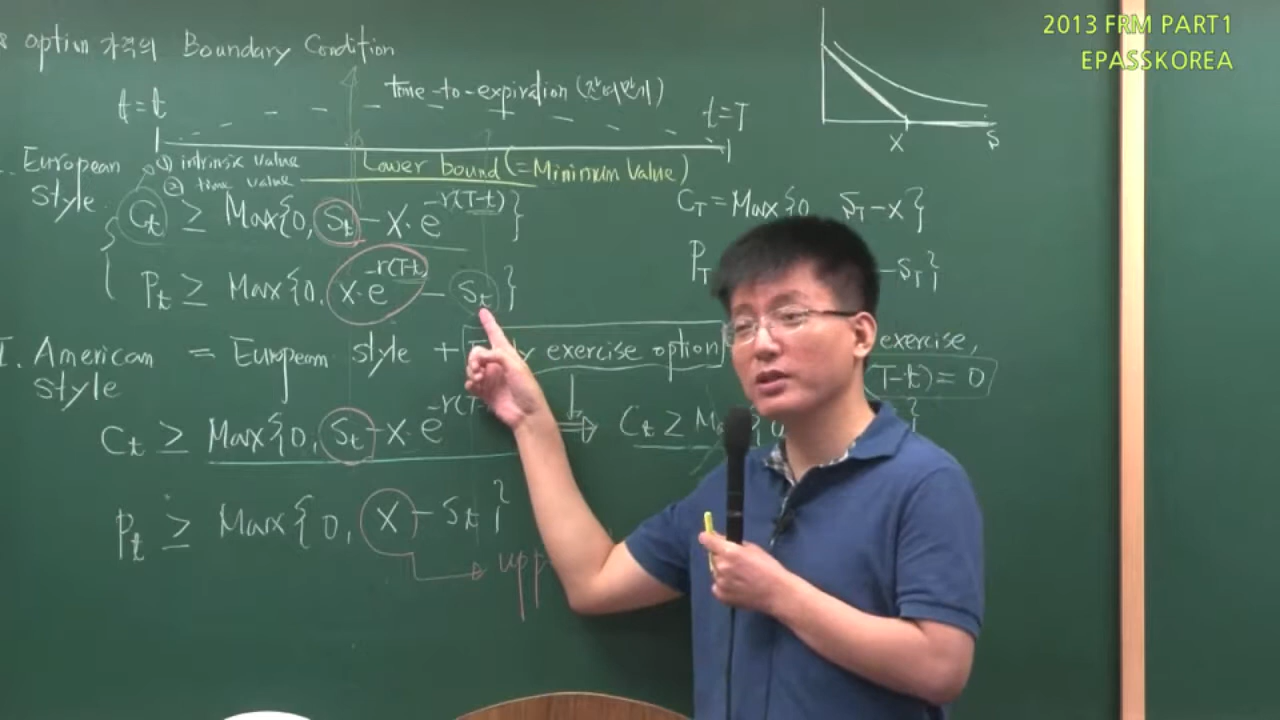 2013 FRM PART1
EPASSKOREA
option 가격의 Boundary Condition
time-to-expiration (잔여만기)
t=t
t=T
X
S
European style
① intrinsic value
② time value
Lower bound (=Minimum Value)
Ct ≥ Max{0, St - X·e^-r(T-t)}
Pt ≥ Max{0, X·e^-r(T-t) - St}
CT = Max{0, ST - X}
PT
- ST}
I. American style = European style + exercise option
exercise,
(T-t) = 0
Ct ≥ Max{0, St - X·e^-r(T-
⇒ Ct ≥
Pt ≥ Max{0, X - St}
upp